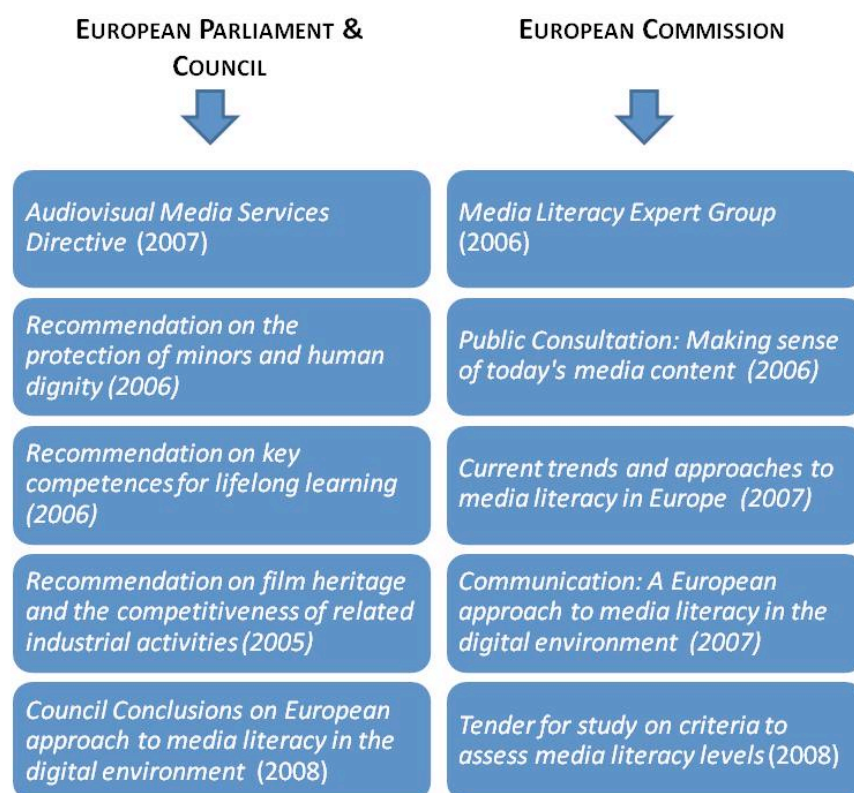 EUROPEAN PARLIAMENT &
COUNCIL
Audiovisual Media Services
Directive (2007)
Recommendation on the
protection of minors and human
dignity (2006)
Recommendation on key
competences for lifelong learning
(2006)
Recommendation on film heritage
and the competitiveness of related
industrial activities (2005)
Council Conclusions on European
approach to media literacy in the
digital environment (2008)
EUROPEAN COMMISSION
Media Literacy Expert Group
(2006)
Public Consultation: Making sense
of today's media content (2006)
Current trends and approaches to
media literacy in Europe (2007)
Communication: A European
approach to media literacy in the
digital environment (2007)
Tender for study on criteria to
assess media literacy levels (2008)